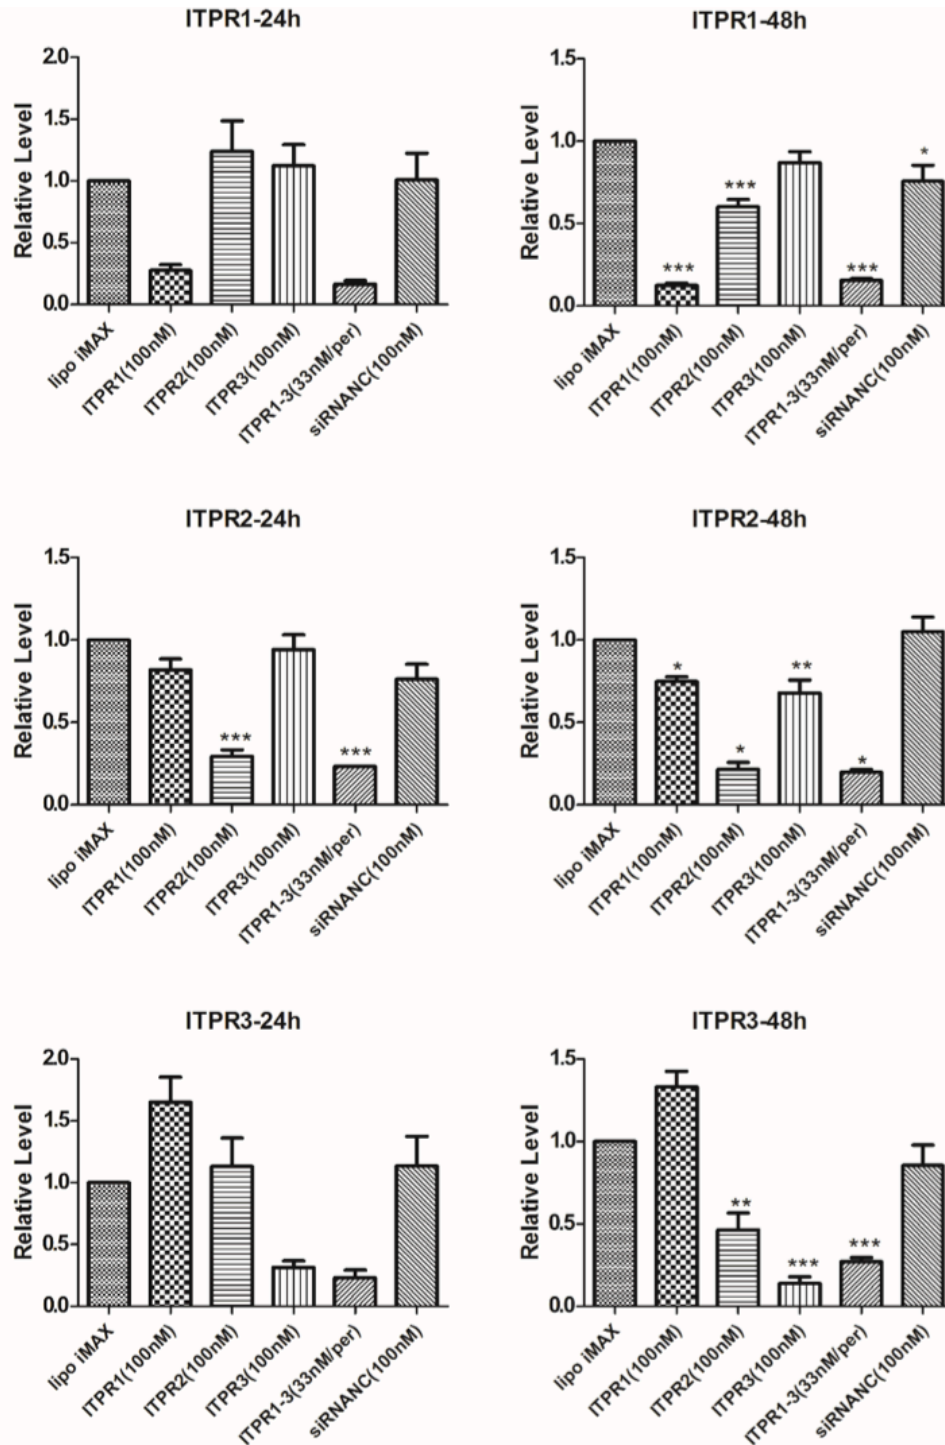 ITPR1-24h
Relative Level
2.0
1.5
1.0
0.5
0.0
lipo iMAX
ITPR1(100nM)
ITPR2(100nM)
ITPR3(100nM)
ITPR1-3(33nM/per)
siRNANC(100nM)
ITPR1-48h
Relative Level
1.5
1.0
0.5
0.0
***
***
***
*
lipo iMAX
ITPR1(100nM)
ITPR2(100nM)
ITPR3(100nM)
ITPR1-3(33nM/per)
siRNANC(100nM)
ITPR2-24h
Relative Level
1.5
1.0
0.5
0.0
***
***
lipo iMAX
ITPR1(100nM)
ITPR2(100nM)
ITPR3(100nM)
ITPR1-3(33nM/per)
siRNANC(100nM)
ITPR2-48h
Relative Level
1.5
1.0
0.5
0.0
*
*
**
*
lipo iMAX
ITPR1(100nM)
ITPR2(100nM)
ITPR3(100nM)
ITPR1-3(33nM/per)
siRNANC(100nM)
ITPR3-24h
Relative Level
2.0
1.5
1.0
0.5
0.0
lipo iMAX
ITPR1(100nM)
ITPR2(100nM)
ITPR3(100nM)
ITPR1-3(33nM/per)
siRNANC(100nM)
ITPR3-48h
Relative Level
1.5
1.0
0.5
0.0
**
***
***
lipo iMAX
ITPR1(100nM)
ITPR2(100nM)
ITPR3(100nM)
ITPR1-3(33nM/per)
siRNANC(100nM)